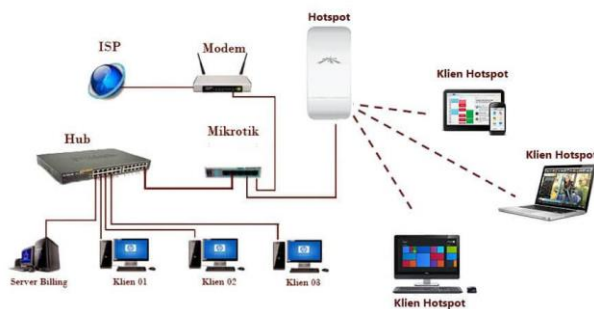 Hotspot
ISP
Modem
Klien Hotspot
Hub
Mikrotik
Klien Hotspot
Server Billing
Klien 01
Klien 02
Klien 03
Klien Hotspot